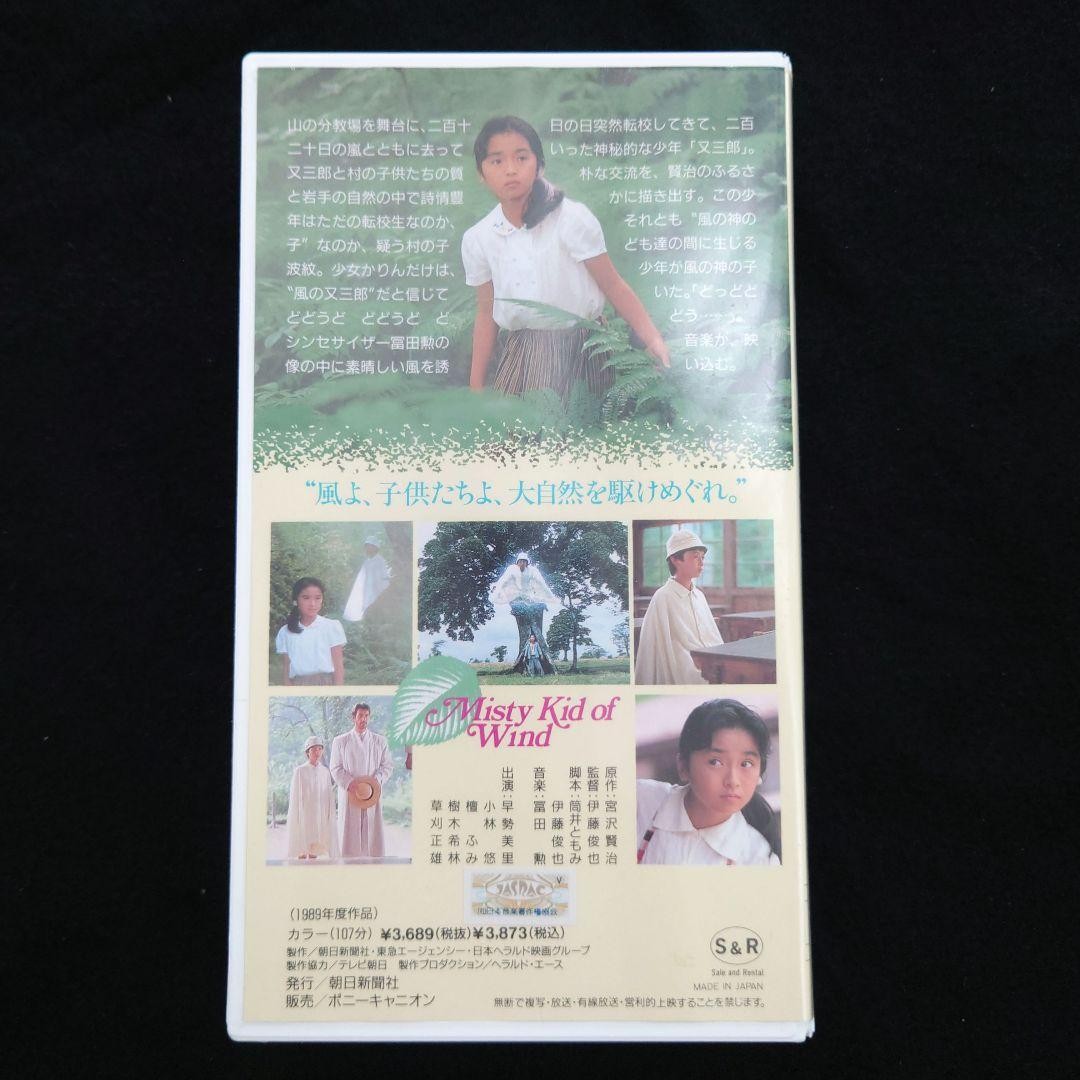 山の分教場を舞台に、二百十 日の日突然転校してきて、二百
二十日の嵐とともに去って いった神秘的な少年「又三郎」。
又三郎と村の子供たちの質 朴な交流を、賢治のふるさ
と岩手の自然の中で詩情豊 かに描き出す。この少
年はただの転校生なのか、 それとも“風の神の
子”なのか、疑う村の子 ども達の間に生じる
波紋。少女かりんだけは、 少年が風の神の子
“風の又三郎”だと信じて いた。「どっどど
どどうど どどうど ど どう……」。
シンセサイザー冨田勲の 音楽が、映
像の中に素晴しい風を誘 い込む。
“風よ、子供たちよ、大自然を駆けめぐれ。”
Misty Kid of
Wind
原作:宮沢賢治
監督:伊藤俊也
脚本:筒井ともみ
伊藤俊也
音楽:冨田勲
出演:早勢美里
小林悠
檀ふみ
樹木希林
草刈正雄
V
JASRAC
(1989年度作品)
カラー(107分) ¥3,689(税抜)¥3,873(税込)
製作／朝日新聞社・東急エージェンシー・日本ヘラルド映画グループ
製作協力／テレビ朝日 製作プロダクション／ヘラルド・エース
発行／朝日新聞社
販売／ポニーキャニオン
S&R
Sale and Rental
MADE IN JAPAN
無断で複写・放送・有線放送・営利的上映することを禁じます。